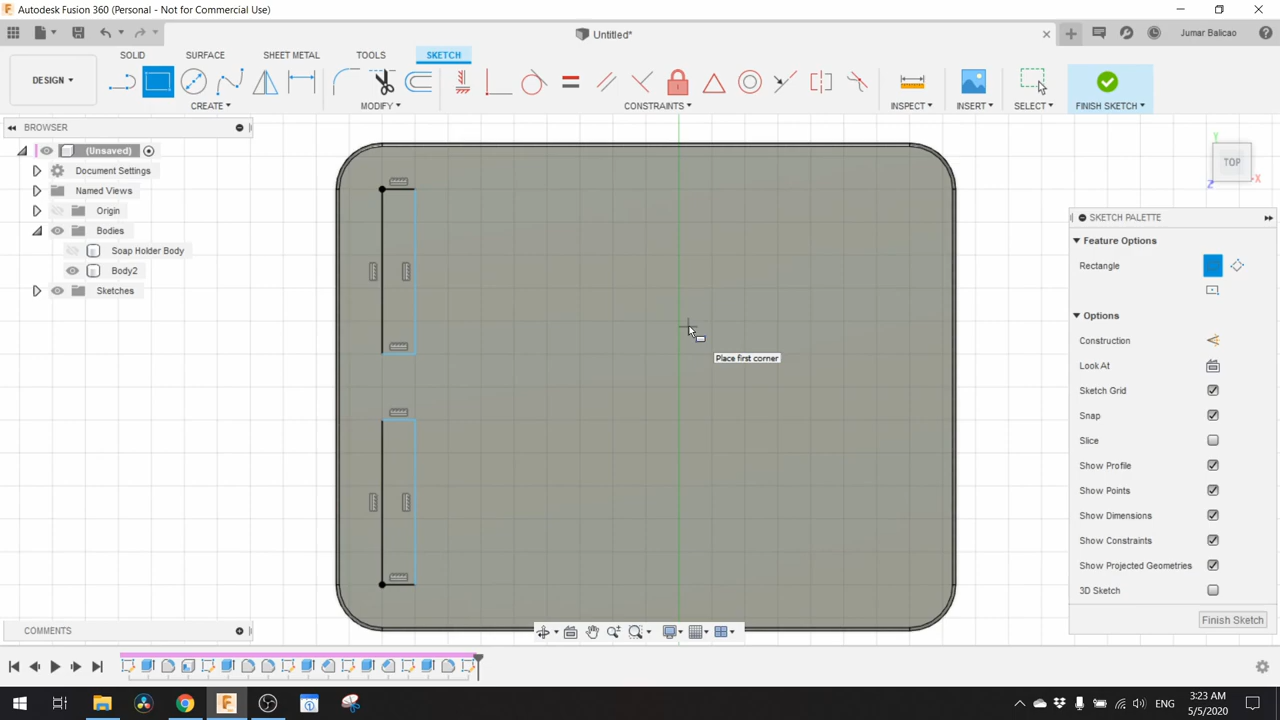 Autodesk Fusion 360 (Personal - Not for Commercial Use)
Untitled*
Jumar Balicao
DESIGN
SOLID
SURFACE
SHEET METAL
TOOLS
SKETCH
CREATE
MODIFY
CONSTRAINTS
INSPECT
INSERT
SELECT
FINISH SKETCH
BROWSER
(Unsaved)
Document Settings
Named Views
Origin
Bodies
Soap Holder Body
Body2
Sketches
Place first corner
Y
TOP
X
Z
SKETCH PALETTE
Feature Options
Rectangle
Options
Construction
Look At
Sketch Grid
Snap
Slice
Show Profile
Show Points
Show Dimensions
Show Constraints
Show Projected Geometries
3D Sketch
Finish Sketch
COMMENTS
ENG
3:23 AM
5/5/2020